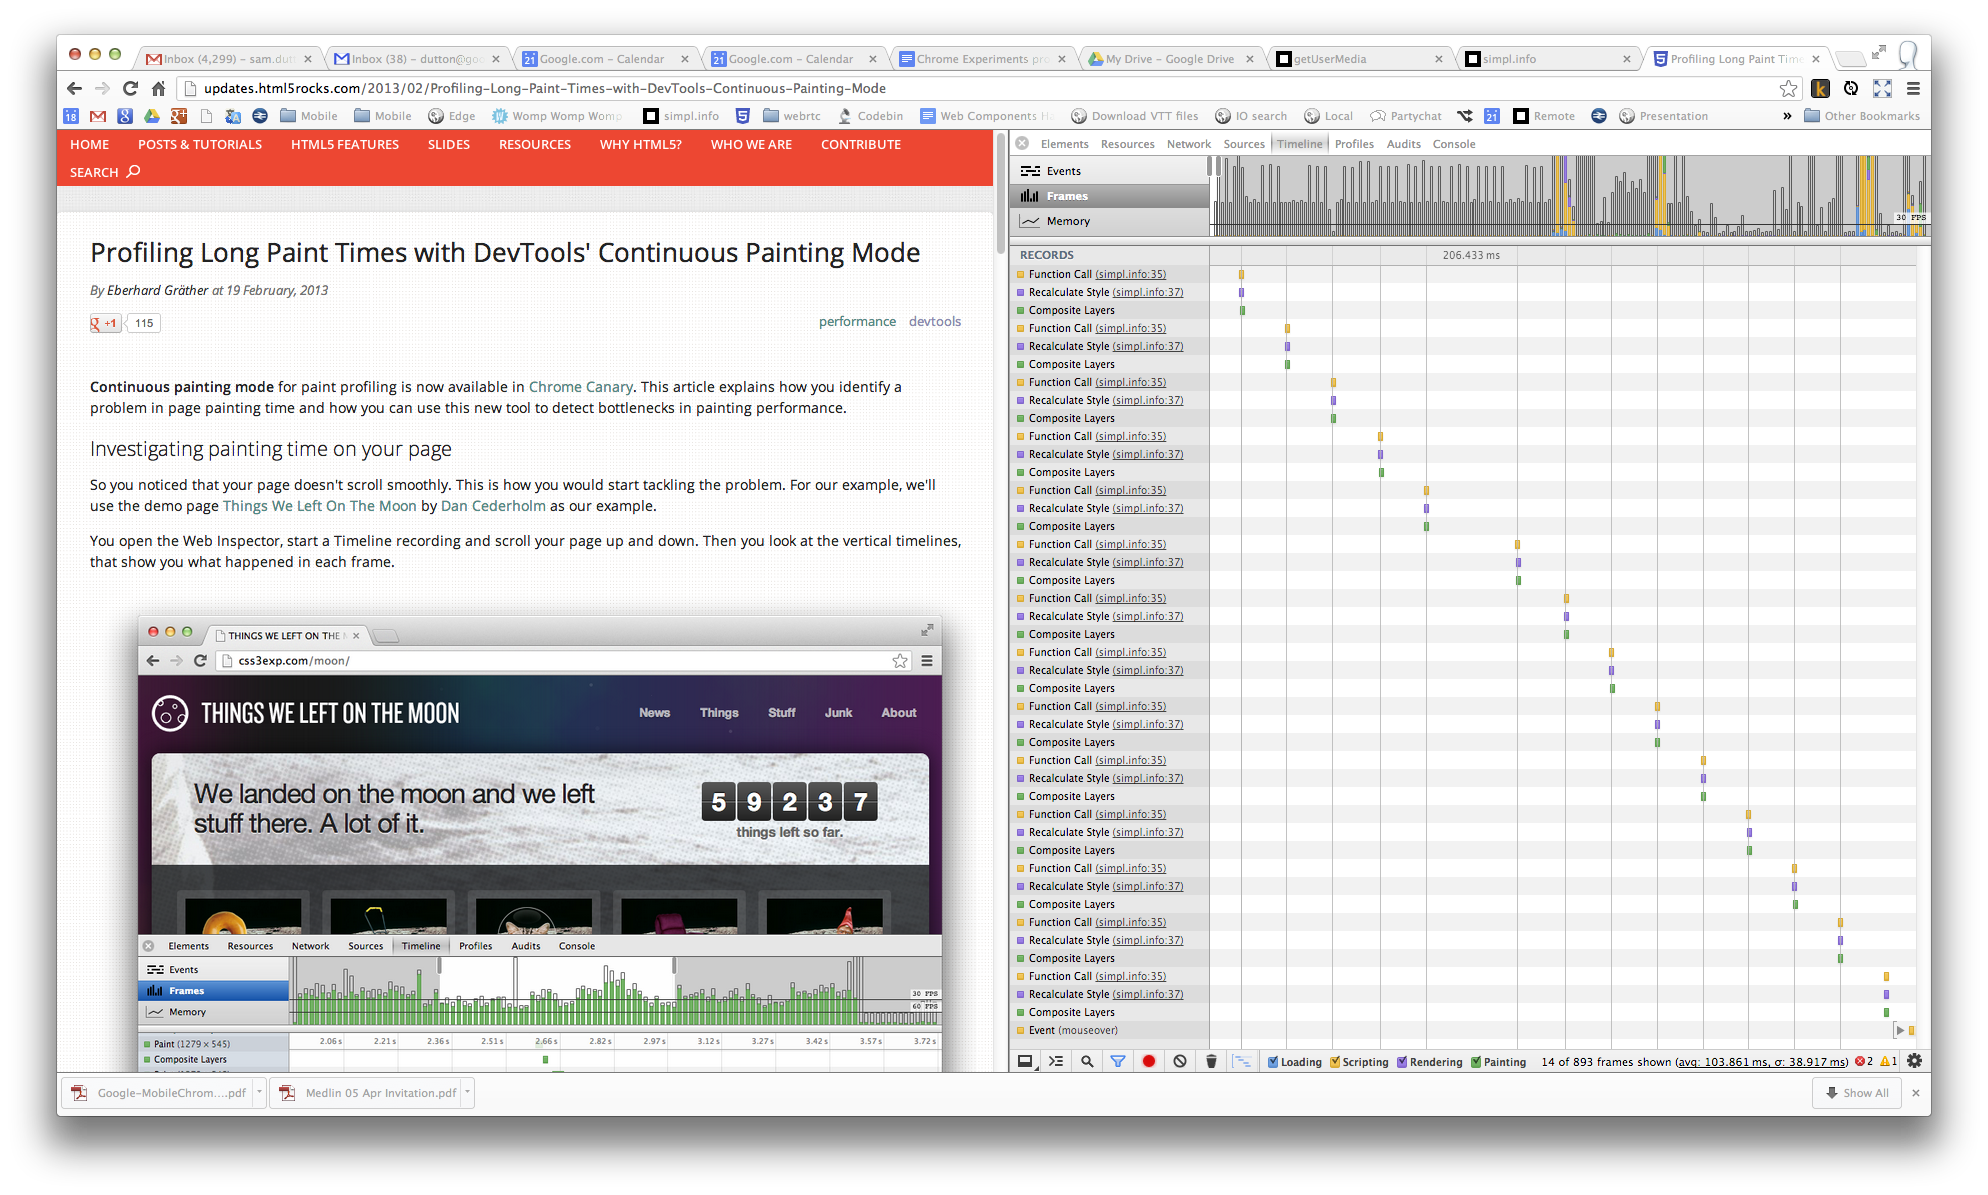 Inbox (4,299) – sam.dut
Inbox (38) – dutton@goo
Google.com – Calendar
Google.com – Calendar
Chrome Experiments pr
My Drive – Google Drive
getUserMedia
simpl.info
Profiling Long Paint Time
updates.html5rocks.com/2013/02/Profiling-Long-Paint-Times-with-DevTools-Continuous-Painting-Mode
18
Mobile
Mobile
Edge
Womp Womp Womp
simpl.info
webrtc
Codebin
Web Components Ha
Download VTT files
IO search
Local
Partychat
21
Remote
Presentation
»
Other Bookmarks
HOME POSTS & TUTORIALS HTML5 FEATURES SLIDES RESOURCES WHY HTML5? WHO WE ARE CONTRIBUTE
SEARCH
Profiling Long Paint Times with DevTools' Continuous Painting Mode
By Eberhard Gräther at 19 February, 2013
+1 115
performance devtools
Continuous painting mode for paint profiling is now available in Chrome Canary. This article explains how you identify a
problem in page painting time and how you can use this new tool to detect bottlenecks in painting performance.
Investigating painting time on your page
So you noticed that your page doesn't scroll smoothly. This is how you would start tackling the problem. For our example, we'll
use the demo page Things We Left On The Moon by Dan Cederholm as our example.
You open the Web Inspector, start a Timeline recording and scroll your page up and down. Then you look at the vertical timelines,
that show you what happened in each frame.
THINGS WE LEFT ON THE M
css3exp.com/moon/
THINGS WE LEFT ON THE MOON
News Things Stuff Junk About
We landed on the moon and we left
stuff there. A lot of it.
59237
things left so far.
Elements Resources Network Sources Timeline Profiles Audits Console
Events
Frames
Memory
30 FPS
60 FPS
2.06 s 2.21 s 2.36 s 2.51 s 2.66 s 2.82 s 2.97 s 3.12 s 3.27 s 3.42 s 3.57 s 3.72 s
Paint (1279 × 545)
Composite Layers
Elements Resources Network Sources Timeline Profiles Audits Console
Events
Frames
Memory
30 FPS
RECORDS
206.433 ms
Function Call (simpl.info:35)
Recalculate Style (simpl.info:37)
Composite Layers
Function Call (simpl.info:35)
Recalculate Style (simpl.info:37)
Composite Layers
Function Call (simpl.info:35)
Recalculate Style (simpl.info:37)
Composite Layers
Function Call (simpl.info:35)
Recalculate Style (simpl.info:37)
Composite Layers
Function Call (simpl.info:35)
Recalculate Style (simpl.info:37)
Composite Layers
Function Call (simpl.info:35)
Recalculate Style (simpl.info:37)
Composite Layers
Function Call (simpl.info:35)
Recalculate Style (simpl.info:37)
Composite Layers
Function Call (simpl.info:35)
Recalculate Style (simpl.info:37)
Composite Layers
Function Call (simpl.info:35)
Recalculate Style (simpl.info:37)
Composite Layers
Function Call (simpl.info:35)
Recalculate Style (simpl.info:37)
Composite Layers
Function Call (simpl.info:35)
Recalculate Style (simpl.info:37)
Composite Layers
Function Call (simpl.info:35)
Recalculate Style (simpl.info:37)
Composite Layers
Function Call (simpl.info:35)
Recalculate Style (simpl.info:37)
Composite Layers
Function Call (simpl.info:35)
Recalculate Style (simpl.info:37)
Composite Layers
Event (mouseover)
Loading Scripting Rendering Painting 14 of 893 frames shown (avg: 103.861 ms, σ: 38.917 ms) 2 1
Google-MobileChrom....pdf
Medlin 05 Apr Invitation.pdf
Show All